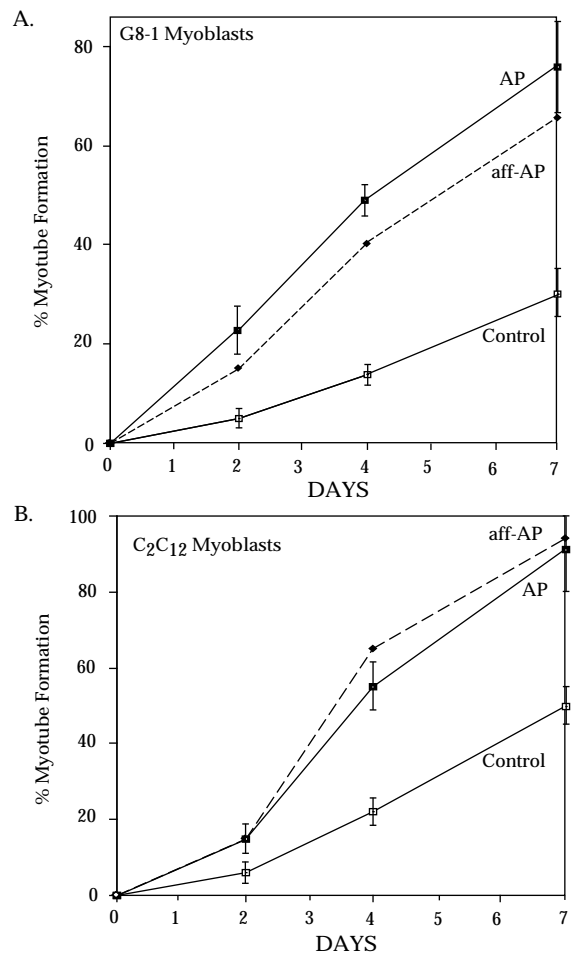 A.
G8-1 Myoblasts
% Myotube Formation
80
60
40
20
0
AP
aff-AP
Control
0 1 2 3 4 5 6 7
DAYS
B.
C2C12 Myoblasts
% Myotube Formation
100
80
60
40
20
0
aff-AP
AP
Control
0 1 2 3 4 5 6 7
DAYS